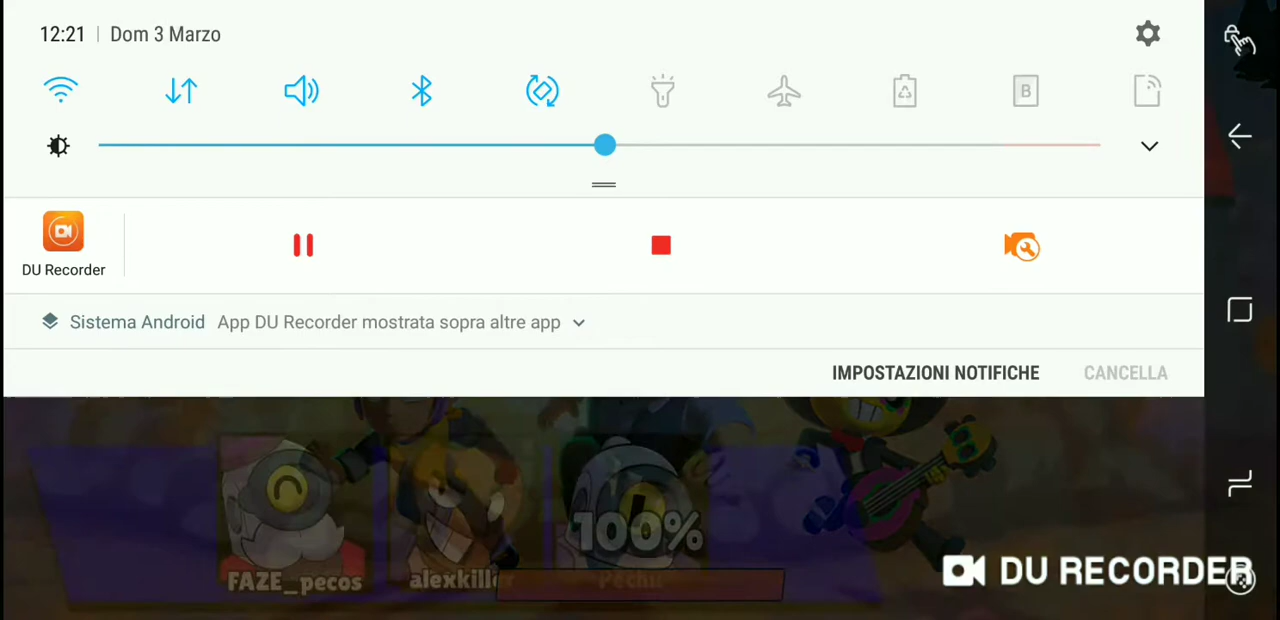 12:21 | Dom 3 Marzo
B
DU Recorder
Sistema Android App DU Recorder mostrata sopra altre app
IMPOSTAZIONI NOTIFICHE CANCELLA
100%
FAZE_pecos
Pechu
DU RECORDER